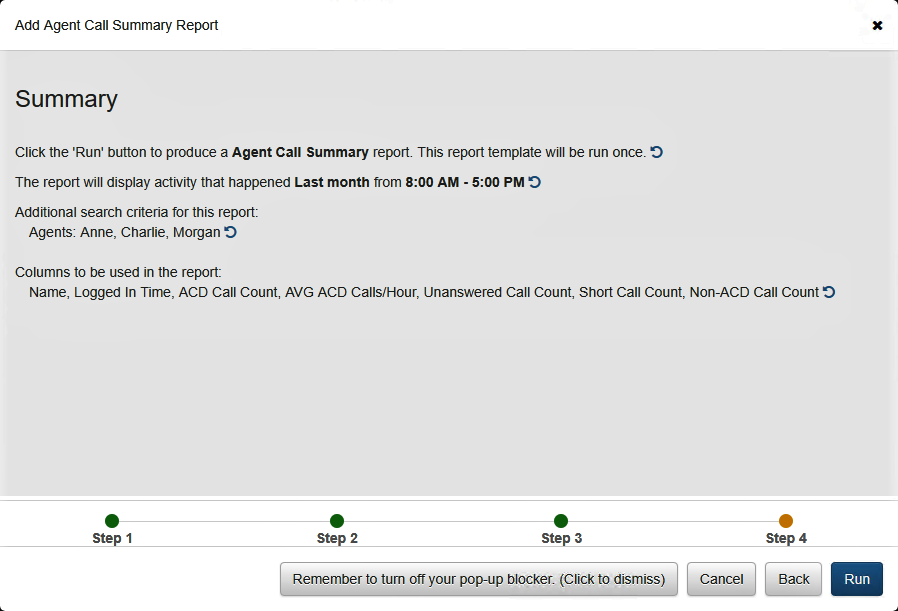 Add Agent Call Summary Report
Summary
Click the 'Run' button to produce a Agent Call Summary report. This report template will be run once.
The report will display activity that happened Last month from 8:00 AM - 5:00 PM
Additional search criteria for this report:
Agents: Anne, Charlie, Morgan
Columns to be used in the report:
Name, Logged In Time, ACD Call Count, AVG ACD Calls/Hour, Unanswered Call Count, Short Call Count, Non-ACD Call Count
Step 1 Step 2 Step 3 Step 4
Remember to turn off your pop-up blocker. (Click to dismiss) Cancel Back Run